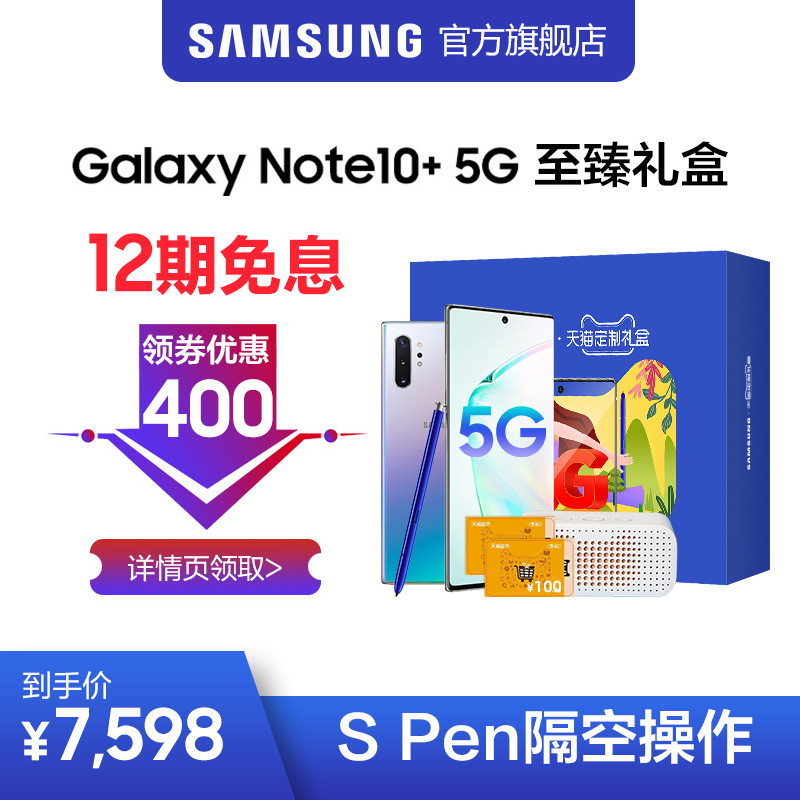 SAMSUNG 官方旗舰店
Galaxy Note10+ 5G 至臻礼盒
12期免息
领券优惠
400
详情页领取>
天猫定制礼盒
5G
SAMSUNG
¥100
到手价
¥7,598
S Pen隔空操作